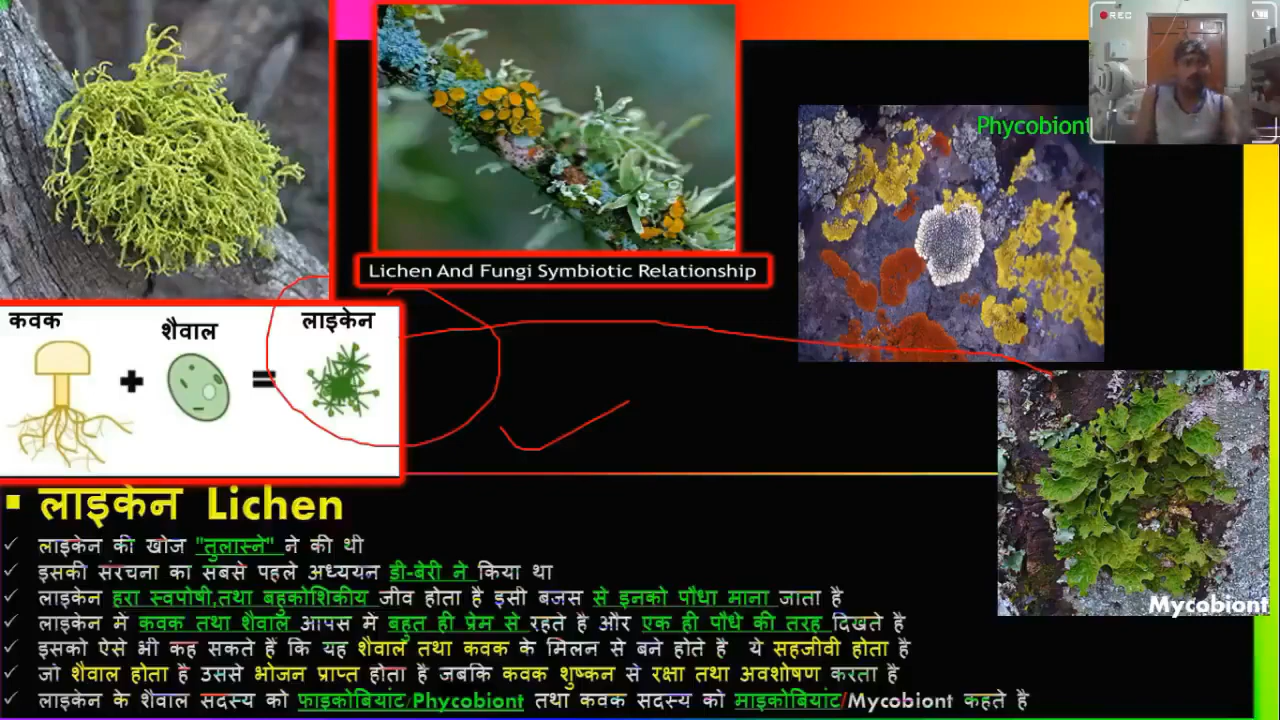 REC
Phycobiont
Lichen And Fungi Symbiotic Relationship
कवक
शैवाल
लाइकेन
+
=
Mycobiont
▪ लाइकेन Lichen
✓ लाइकेन की खोज "तुलास्ने" ने की थी
✓ इसकी संरचना का सबसे पहले अध्ययन डी-बेरी ने किया था
✓ लाइकेन हरा स्वपोषी,तथा बहुकोशिकीय जीव होता है इसी बजस से इनको पौधा माना जाता है
✓ लाइकेन में कवक तथा शैवाल आपस में बहुत ही प्रेम से रहते है और एक ही पौधे की तरह दिखते है
✓ इसको ऐसे भी कह सकते हैं कि यह शैवाल तथा कवक के मिलन से बने होते है ये सहजीवी होता है
✓ जो शैवाल होता है उससे भोजन प्राप्त होता है जबकि कवक शुष्कन से रक्षा तथा अवशोषण करता है
✓ लाइकेन के शैवाल सदस्य को फाइकोबियांट/Phycobiont तथा कवक सदस्य को माइकोबियांट/Mycobiont कहते है